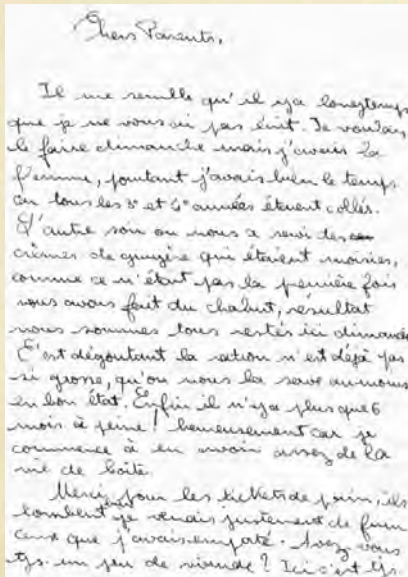 Chers Parents,
Il me semble qu'il y a longtemps
que je ne vous ai pas écrit. Je voulais
le faire dimanche mais j'avais la
flemme, pourtant j'avais bien le temps
car tous les 3e et 4e années étaient collés.
L'autre soir on nous a servi des
crèmes de gruyère qui étaient moisies,
comme ce n'était pas la première fois
nous avons fait du chahut, résultat
nous sommes tous restés ici dimanche
C'est dégoutant la ration n'est déjà pas
si grosse, qu'on nous la serve au moins
en bon état. Enfin il n'y a plus que 6
mois à peine! heureusement car je
commence à en avoir assez de la
vie de boîte.
Merci pour les tickets de pain, ils
tombent je venais justement de finir
ceux que j'avais emporté. Avez vous
tjs. un peu de viande? Ici c'est tjs.